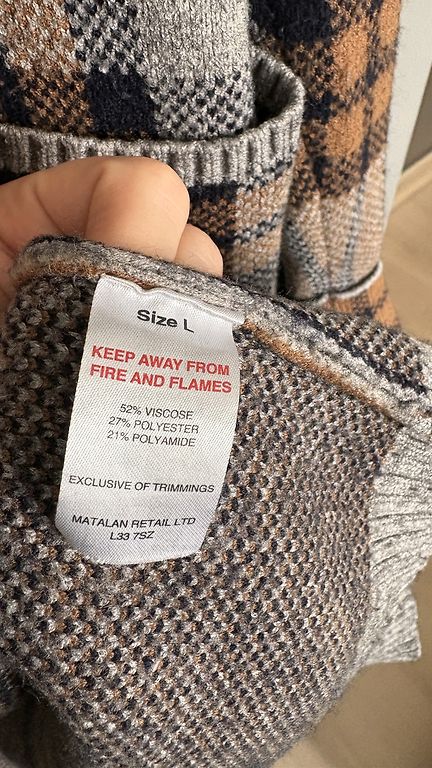 Size L
KEEP AWAY FROM
FIRE AND FLAMES
52% VISCOSE
27% POLYESTER
21% POLYAMIDE
EXCLUSIVE OF TRIMMINGS
MATALAN RETAIL LTD
L33 7SZ